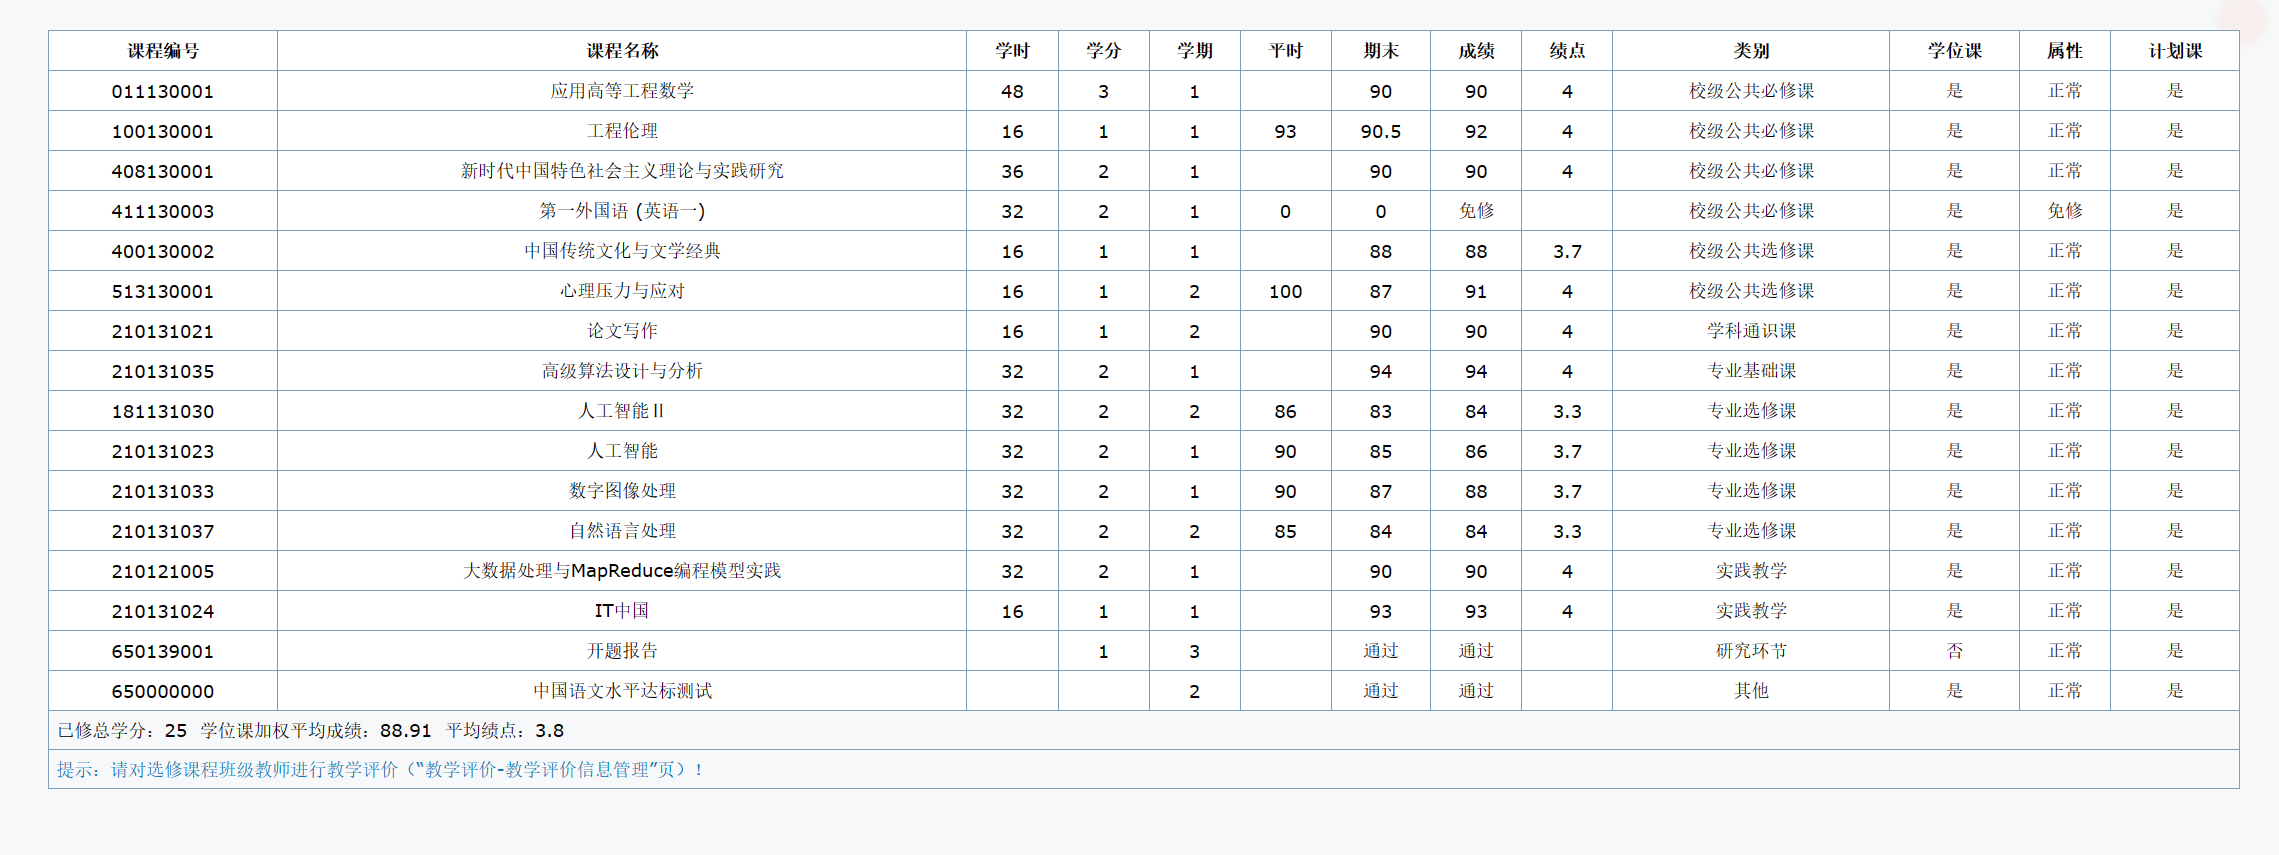 课程编号 课程名称 学时 学分 学期 平时 期末 成绩 绩点 类别 学位课 属性 计划课
011130001 应用高等工程数学 48 3 1 90 90 4 校级公共必修课 是 正常 是
100130001 工程伦理 16 1 1 93 90.5 92 4 校级公共必修课 是 正常 是
408130001 新时代中国特色社会主义理论与实践研究 36 2 1 90 90 4 校级公共必修课 是 正常 是
411130003 第一外国语 (英语一) 32 2 1 0 0 免修 校级公共必修课 是 免修 是
400130002 中国传统文化与文学经典 16 1 1 88 88 3.7 校级公共选修课 是 正常 是
513130001 心理压力与应对 16 1 2 100 87 91 4 校级公共选修课 是 正常 是
210131021 论文写作 16 1 2 90 90 4 学科通识课 是 正常 是
210131035 高级算法设计与分析 32 2 1 94 94 4 专业基础课 是 正常 是
181131030 人工智能Ⅱ 32 2 2 86 83 84 3.3 专业选修课 是 正常 是
210131023 人工智能 32 2 1 90 85 86 3.7 专业选修课 是 正常 是
210131033 数字图像处理 32 2 1 90 87 88 3.7 专业选修课 是 正常 是
210131037 自然语言处理 32 2 2 85 84 84 3.3 专业选修课 是 正常 是
210121005 大数据处理与MapReduce编程模型实践 32 2 1 90 90 4 实践教学 是 正常 是
210131024 IT中国 16 1 1 93 93 4 实践教学 是 正常 是
650139001 开题报告 1 3 通过 通过 研究环节 否 正常 是
650000000 中国语文水平达标测试 2 通过 通过 其他 是 正常 是
已修总学分：25 学位课加权平均成绩：88.91 平均绩点：3.8
提示：请对选修课程班级教师进行教学评价（“教学评价-教学评价信息管理”页）！